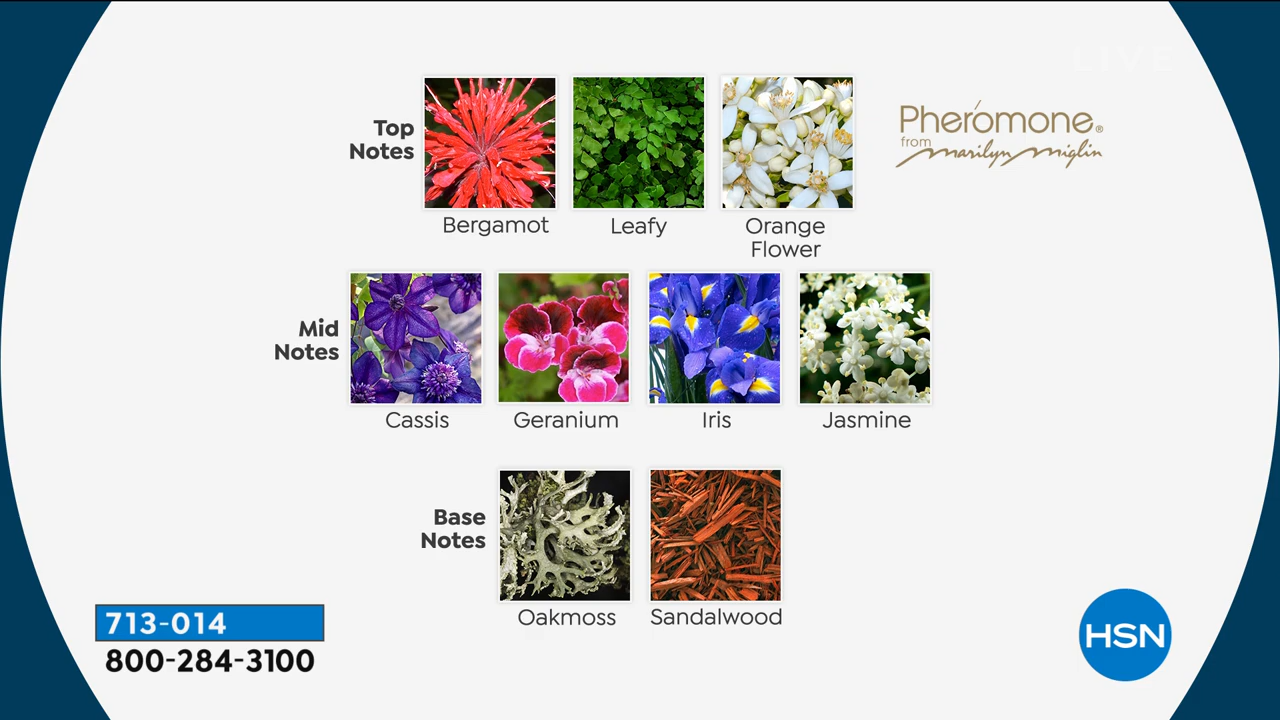 LIVE
Pheromone®
from marilyn miglin
Top
Notes
Bergamot
Leafy
Orange
Flower
Mid
Notes
Cassis
Geranium
Iris
Jasmine
Base
Notes
Oakmoss
Sandalwood
713-014
800-284-3100
HSN